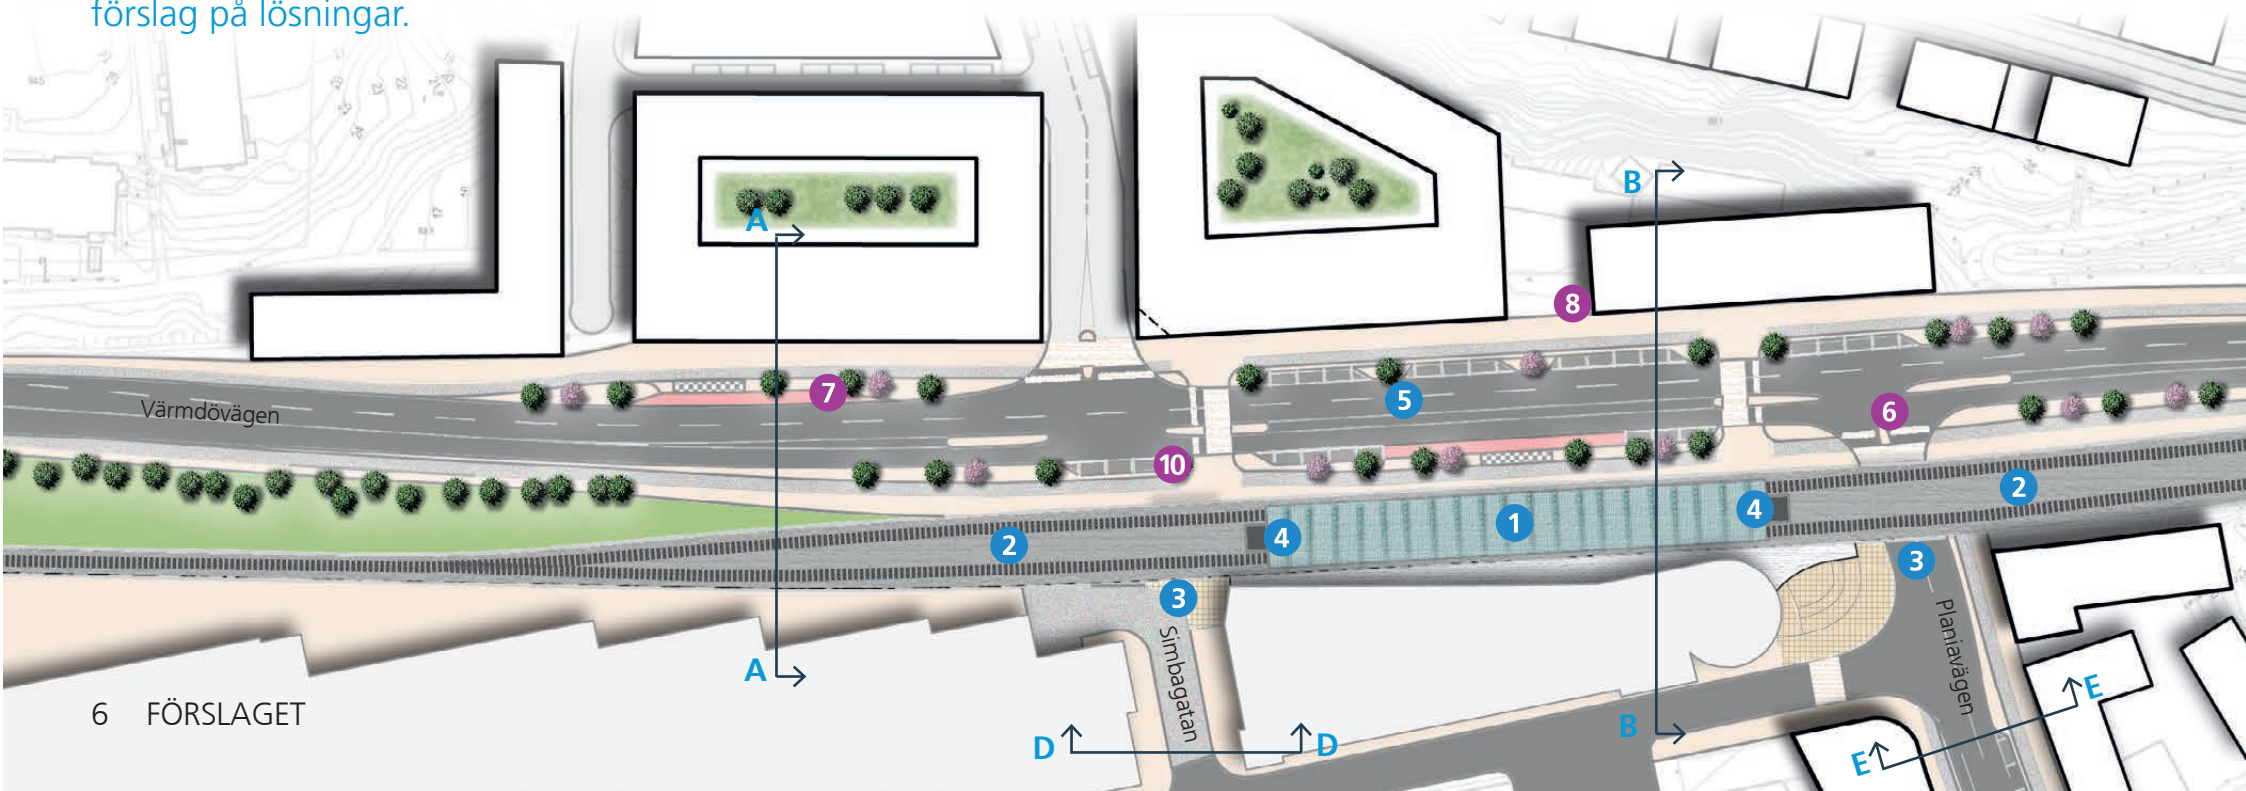 förslag på lösningar.
B
A
8
7
5
6
Värmdövägen
10
2
4
1
4
2
3
3
Simbagatan
Planiavägen
A
E
6 FÖRSLAGET
B
D
D
E